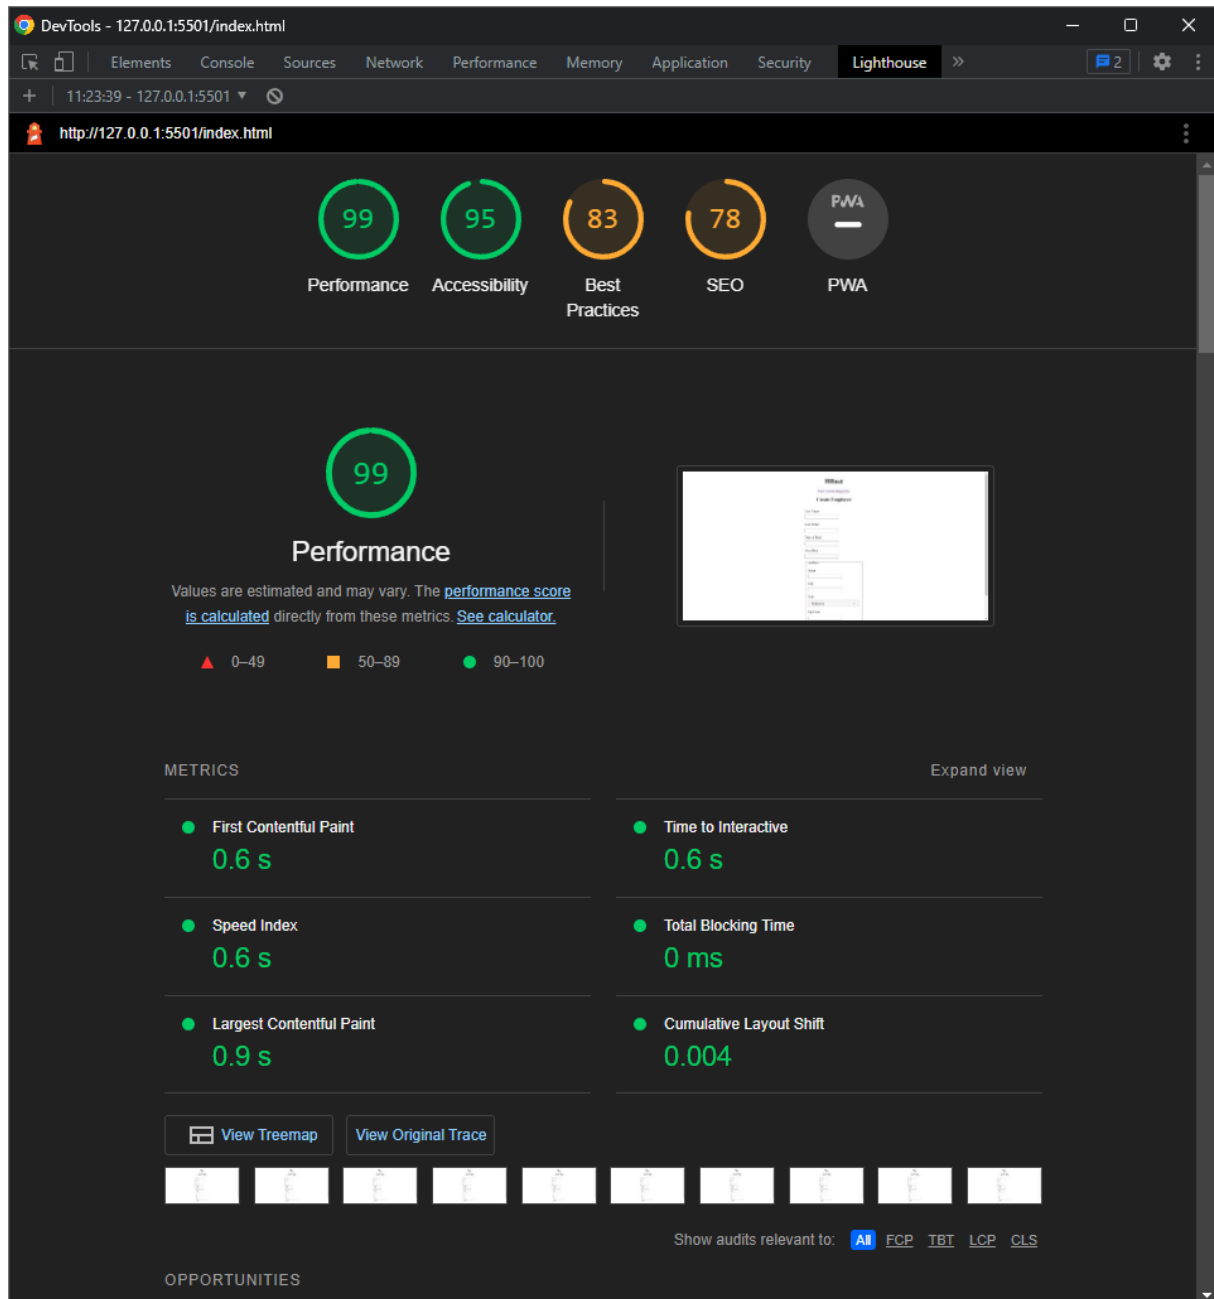 DevTools - 127.0.0.1:5501/index.html
Elements Console Sources Network Performance Memory Application Security Lighthouse » 2
+ 11:23:39 - 127.0.0.1:5501 ▼
http://127.0.0.1:5501/index.html
99 95 83 78 PWA
Performance Accessibility Best Practices SEO PWA
99
Performance
Values are estimated and may vary. The performance score
is calculated directly from these metrics. See calculator.
0–49 50–89 90–100
HRnet
Create Employee
METRICS Expand view
First Contentful Paint Time to Interactive
0.6 s 0.6 s
Speed Index Total Blocking Time
0.6 s 0 ms
Largest Contentful Paint Cumulative Layout Shift
0.9 s 0.004
View Treemap View Original Trace
Show audits relevant to: All FCP TBT LCP CLS
OPPORTUNITIES